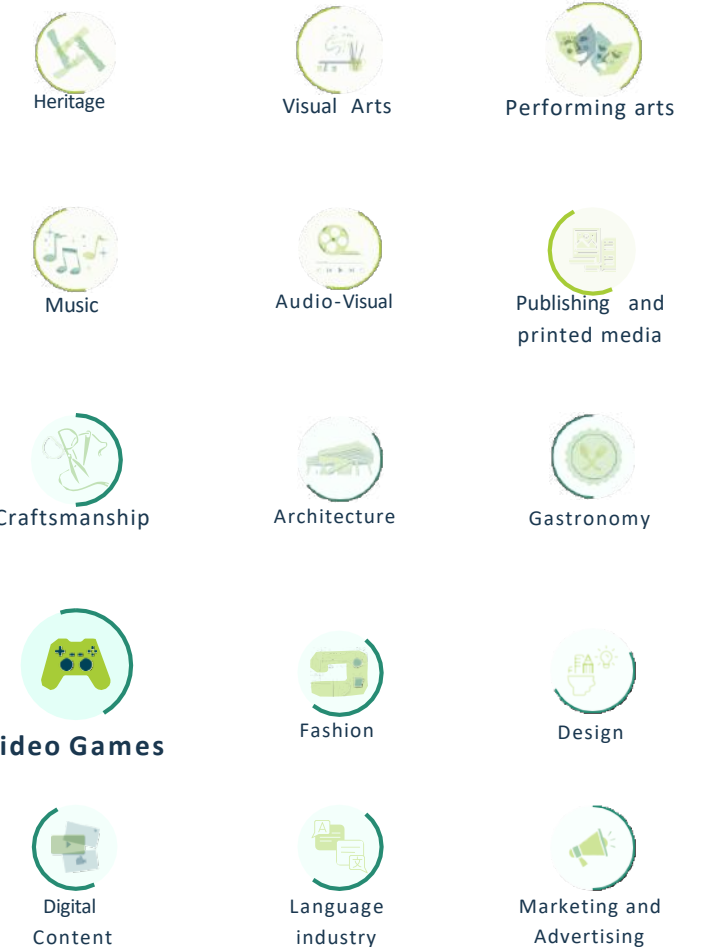 Heritage
Visual Arts
Performing arts
Music
Audio-Visual
Publishing and
printed media
Craftsmanship
Architecture
Gastronomy
ideo Games
Fashion
Design
Digital
Content
Language
industry
Marketing and
Advertising